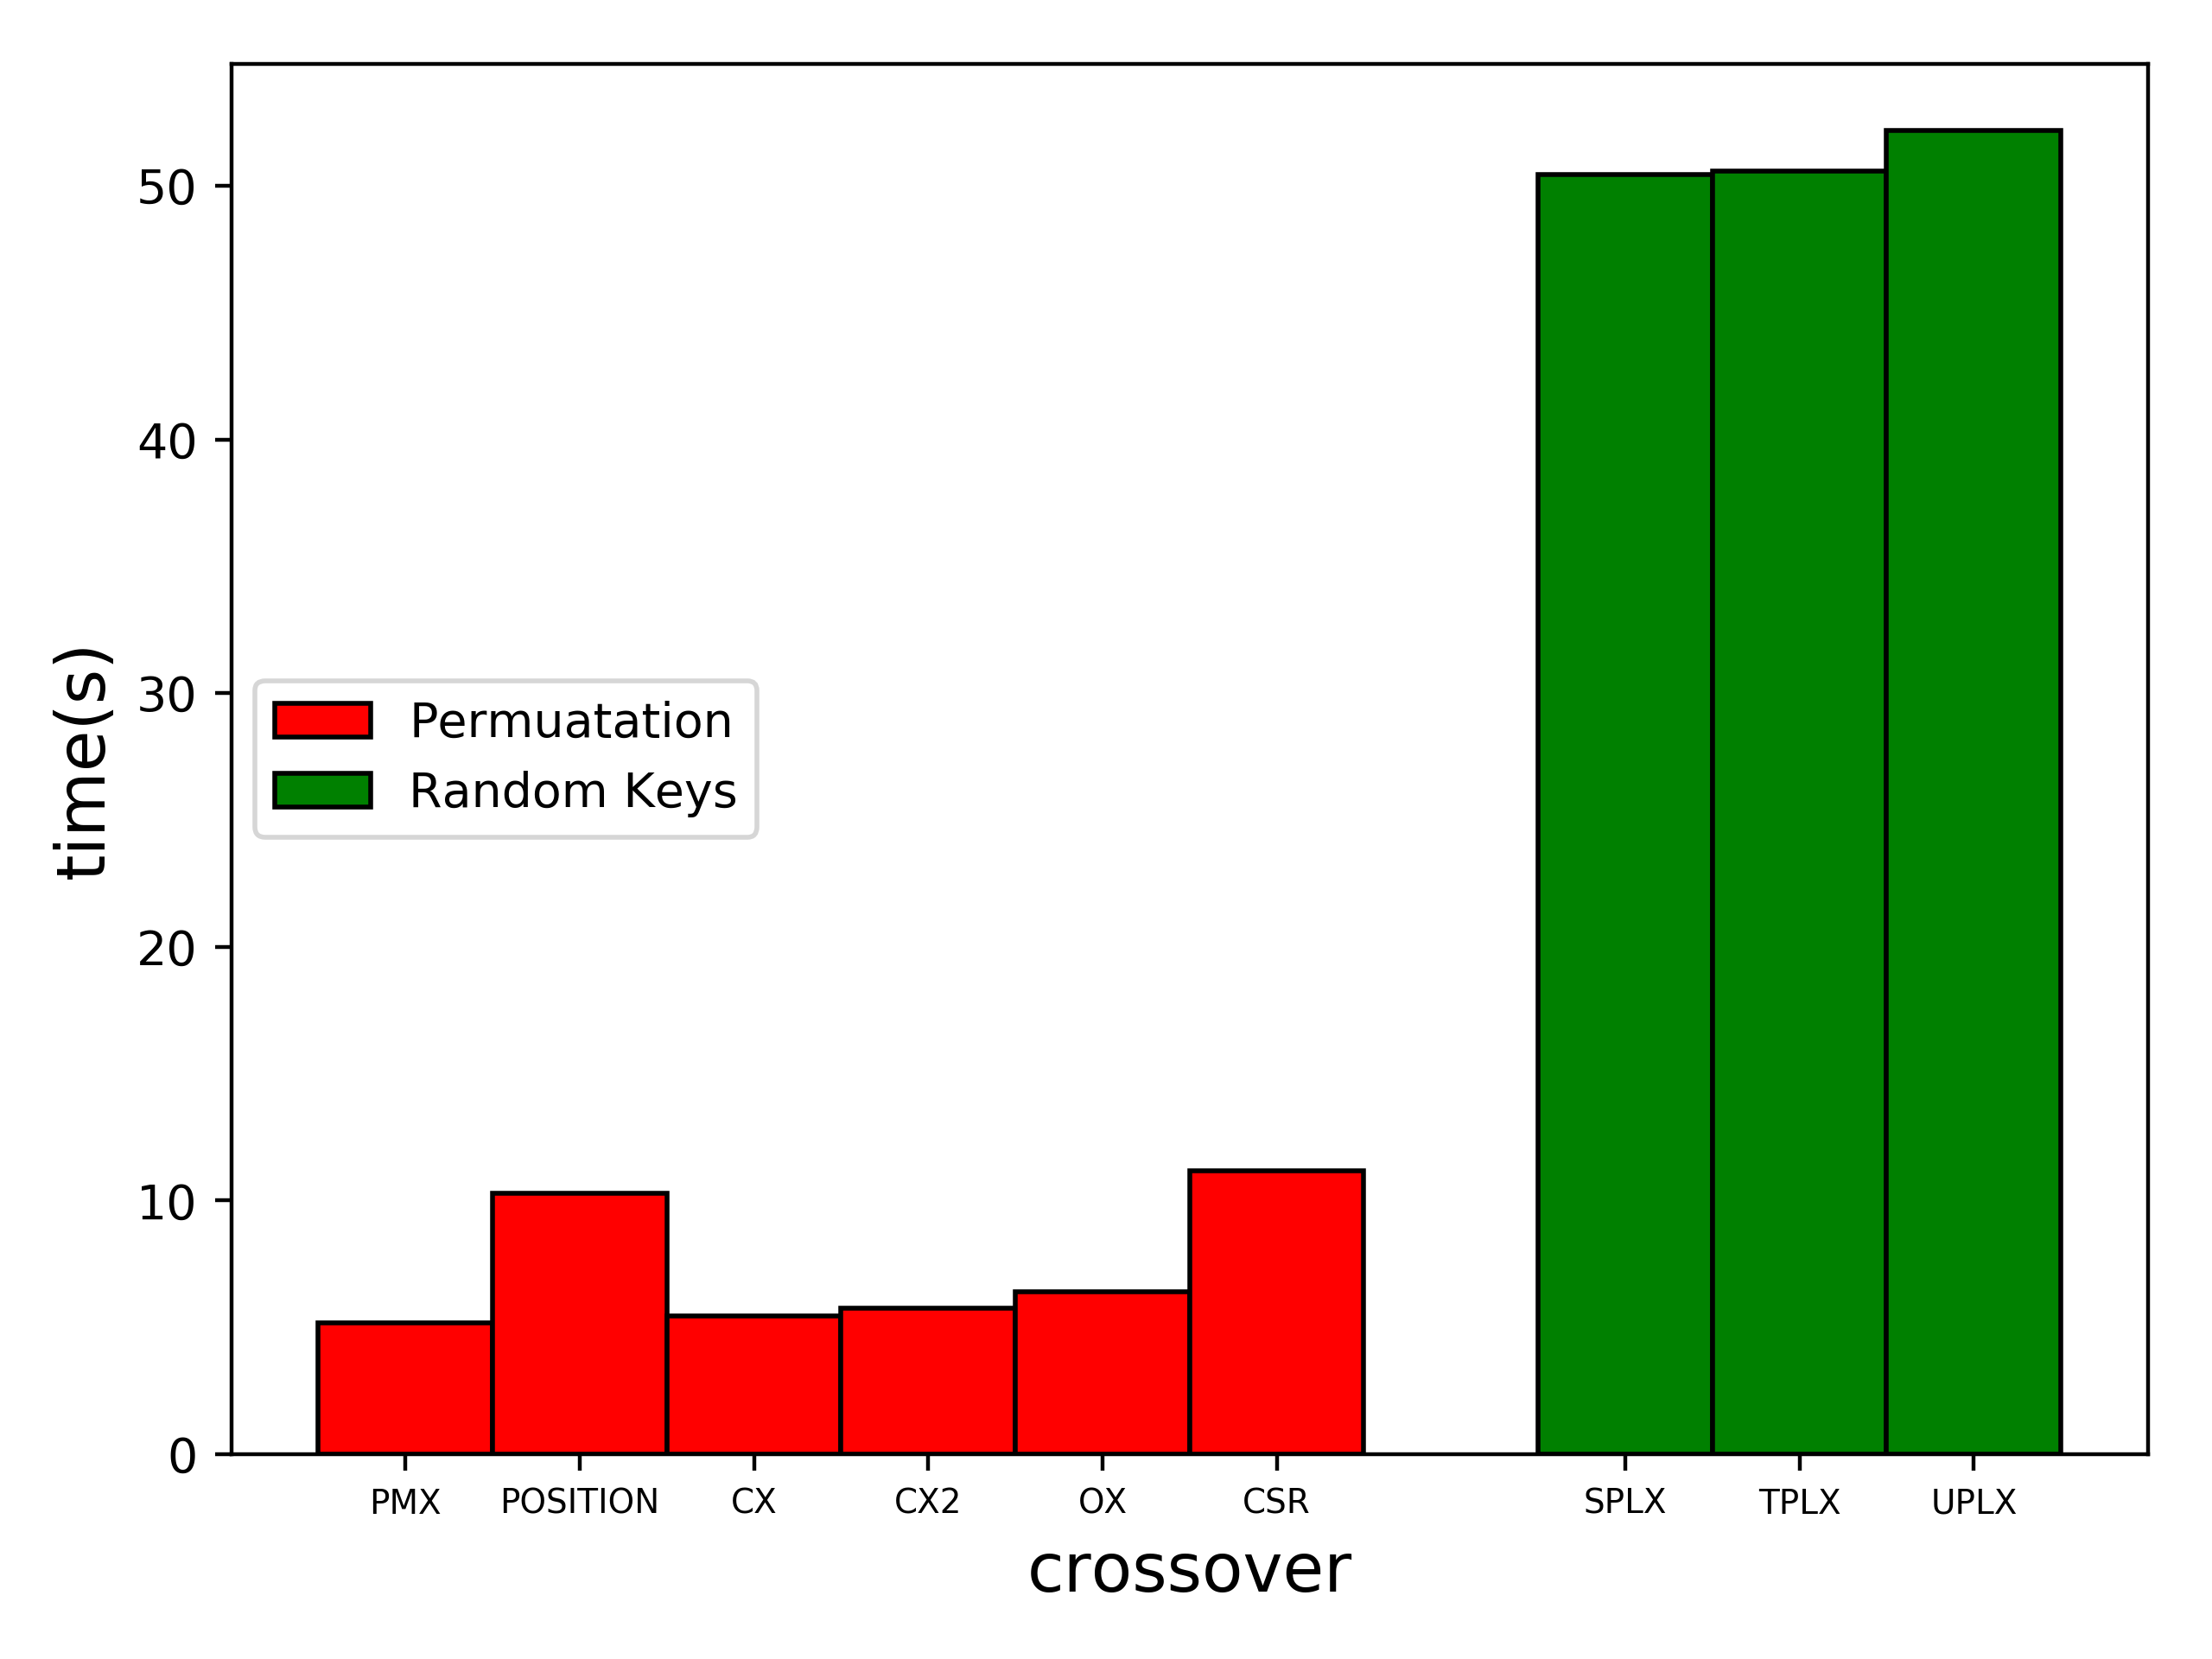 time(s)
50
40
30
20
10
0
Permuatation
Random Keys
PMX POSITION CX CX2 OX CSR SPLX TPLX UPLX
crossover